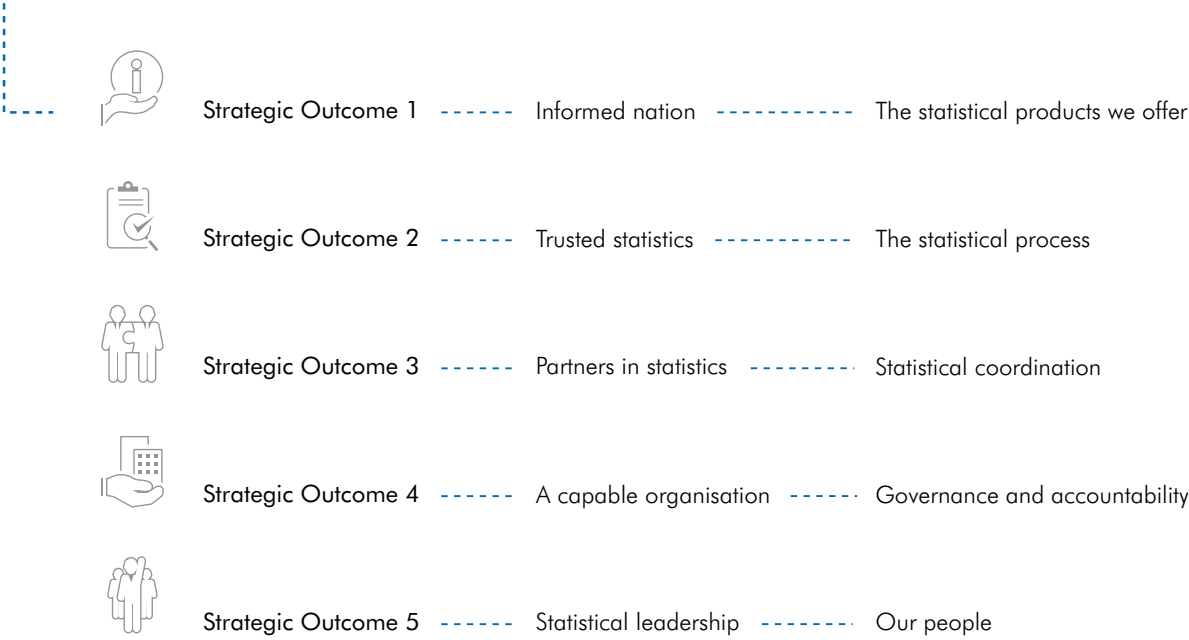 Strategic Outcome 1 Informed nation The statistical products we offer
Strategic Outcome 2 Trusted statistics The statistical process
Strategic Outcome 3 Partners in statistics Statistical coordination
Strategic Outcome 4 A capable organisation Governance and accountability
Strategic Outcome 5 Statistical leadership Our people